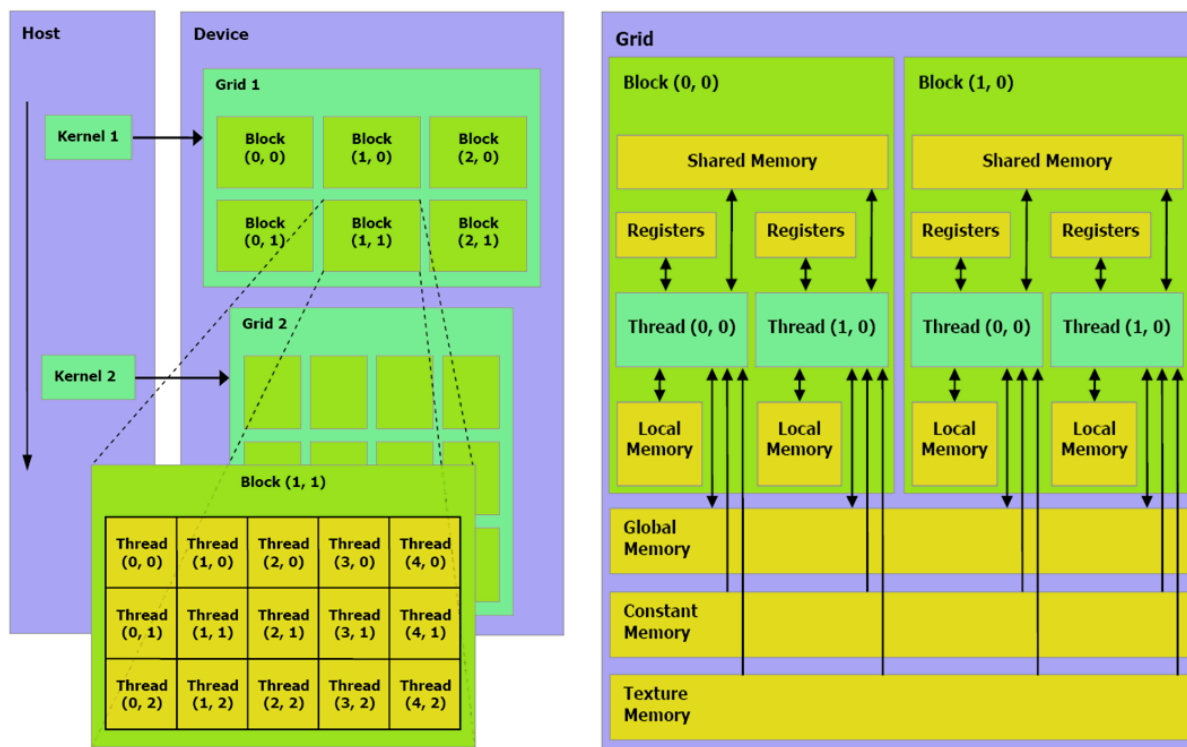 Host
Device
Grid 1
Kernel 1
Block
(0, 0)
Block
(1, 0)
Block
(2, 0)
Block
(0, 1)
Block
(1, 1)
Block
(2, 1)
Grid 2
Kernel 2
Block (1, 1)
Thread
(0, 0)
Thread
(1, 0)
Thread
(2, 0)
Thread
(3, 0)
Thread
(4, 0)
Thread
(0, 1)
Thread
(1, 1)
Thread
(2, 1)
Thread
(3, 1)
Thread
(4, 1)
Thread
(0, 2)
Thread
(1, 2)
Thread
(2, 2)
Thread
(3, 2)
Thread
(4, 2)
Grid
Block (0, 0)
Shared Memory
Registers
Registers
Thread (0, 0)
Thread (1, 0)
Local
Memory
Local
Memory
Block (1, 0)
Shared Memory
Registers
Registers
Thread (0, 0)
Thread (1, 0)
Local
Memory
Local
Memory
Global
Memory
Constant
Memory
Texture
Memory